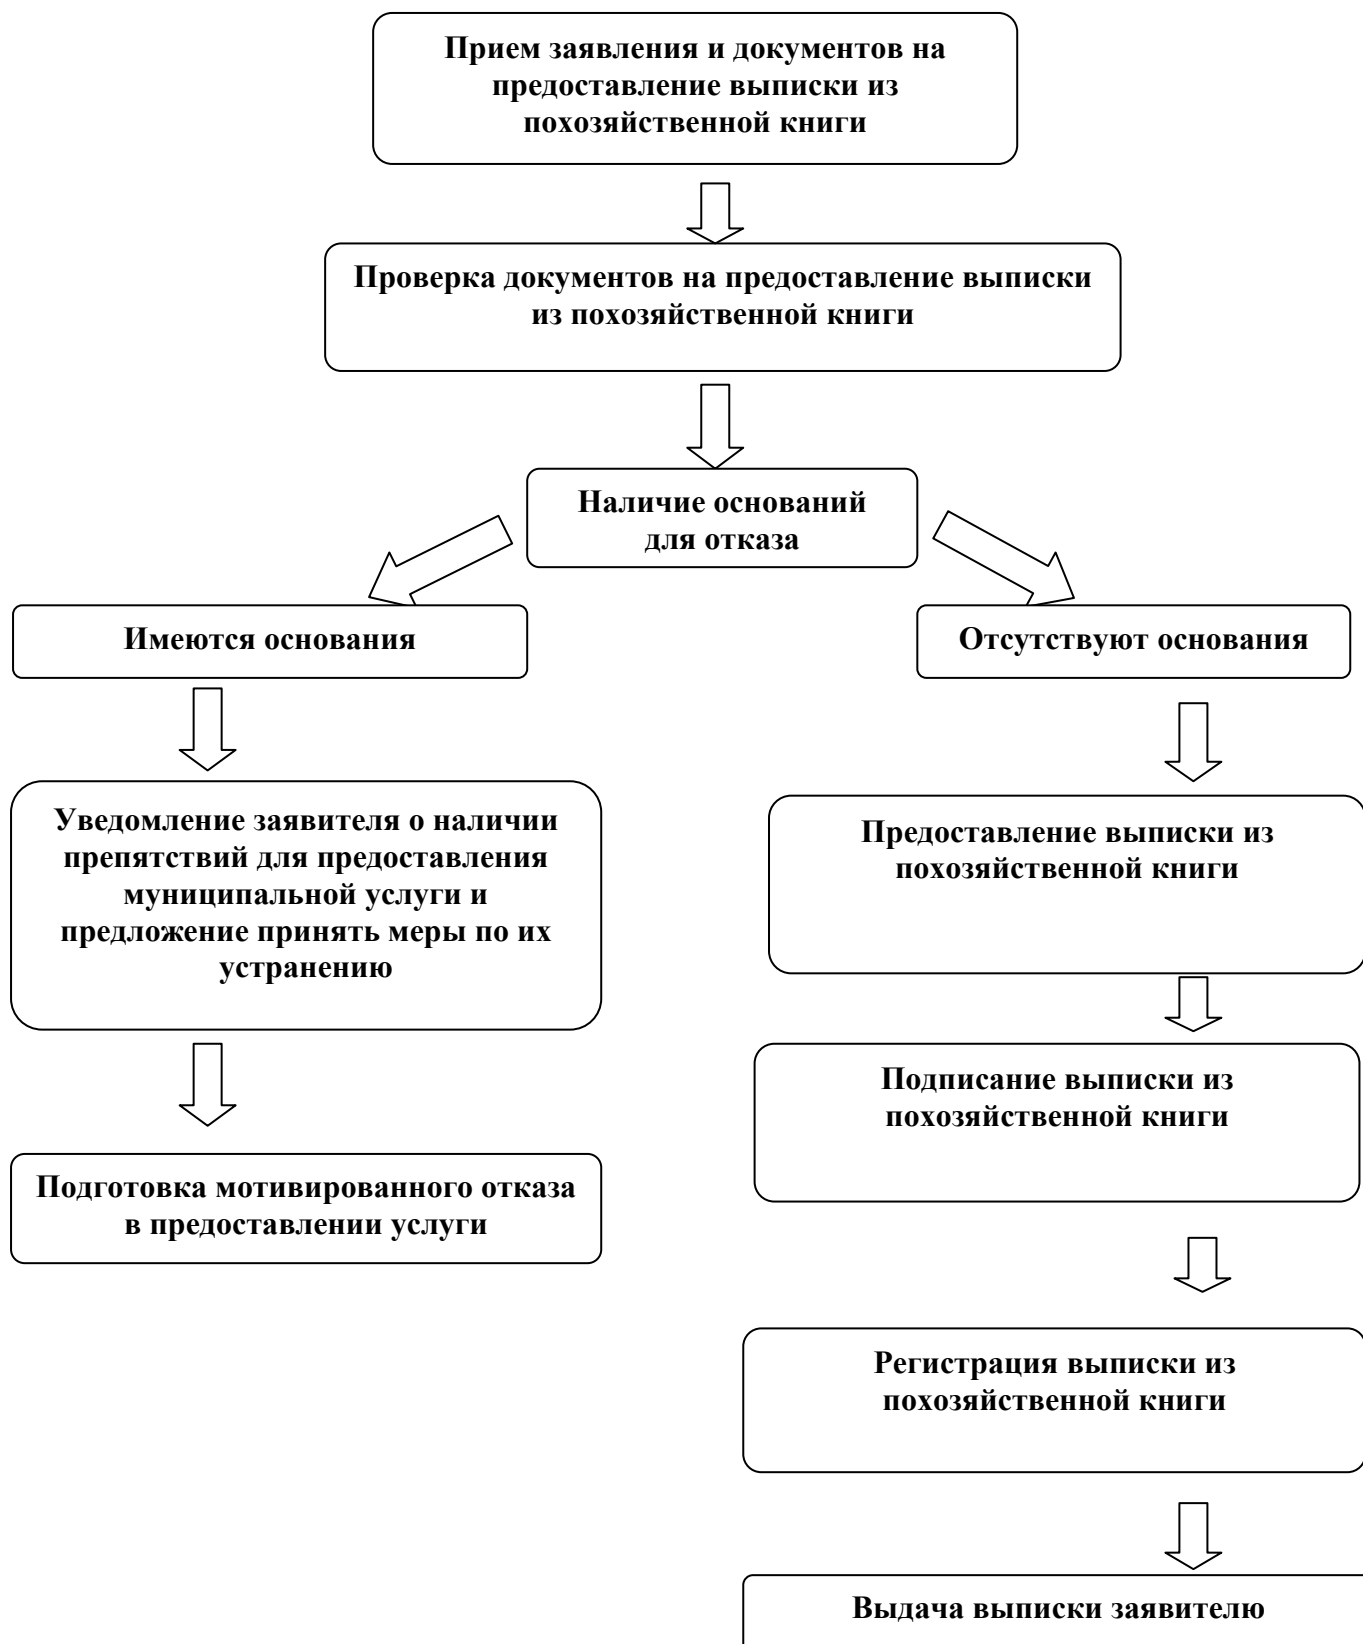 Прием заявления и документов на
предоставление выписки из
похозяйственной книги
Проверка документов на предоставление выписки
из похозяйственной книги
Наличие оснований
для отказа
Имеются основания
Отсутствуют основания
Уведомление заявителя о наличии
препятствий для предоставления
муниципальной услуги и
предложение принять меры по их
устранению
Подготовка мотивированного отказа
в предоставлении услуги
Предоставление выписки из
похозяйственной книги
Подписание выписки из
похозяйственной книги
Регистрация выписки из
похозяйственной книги
Выдача выписки заявителю